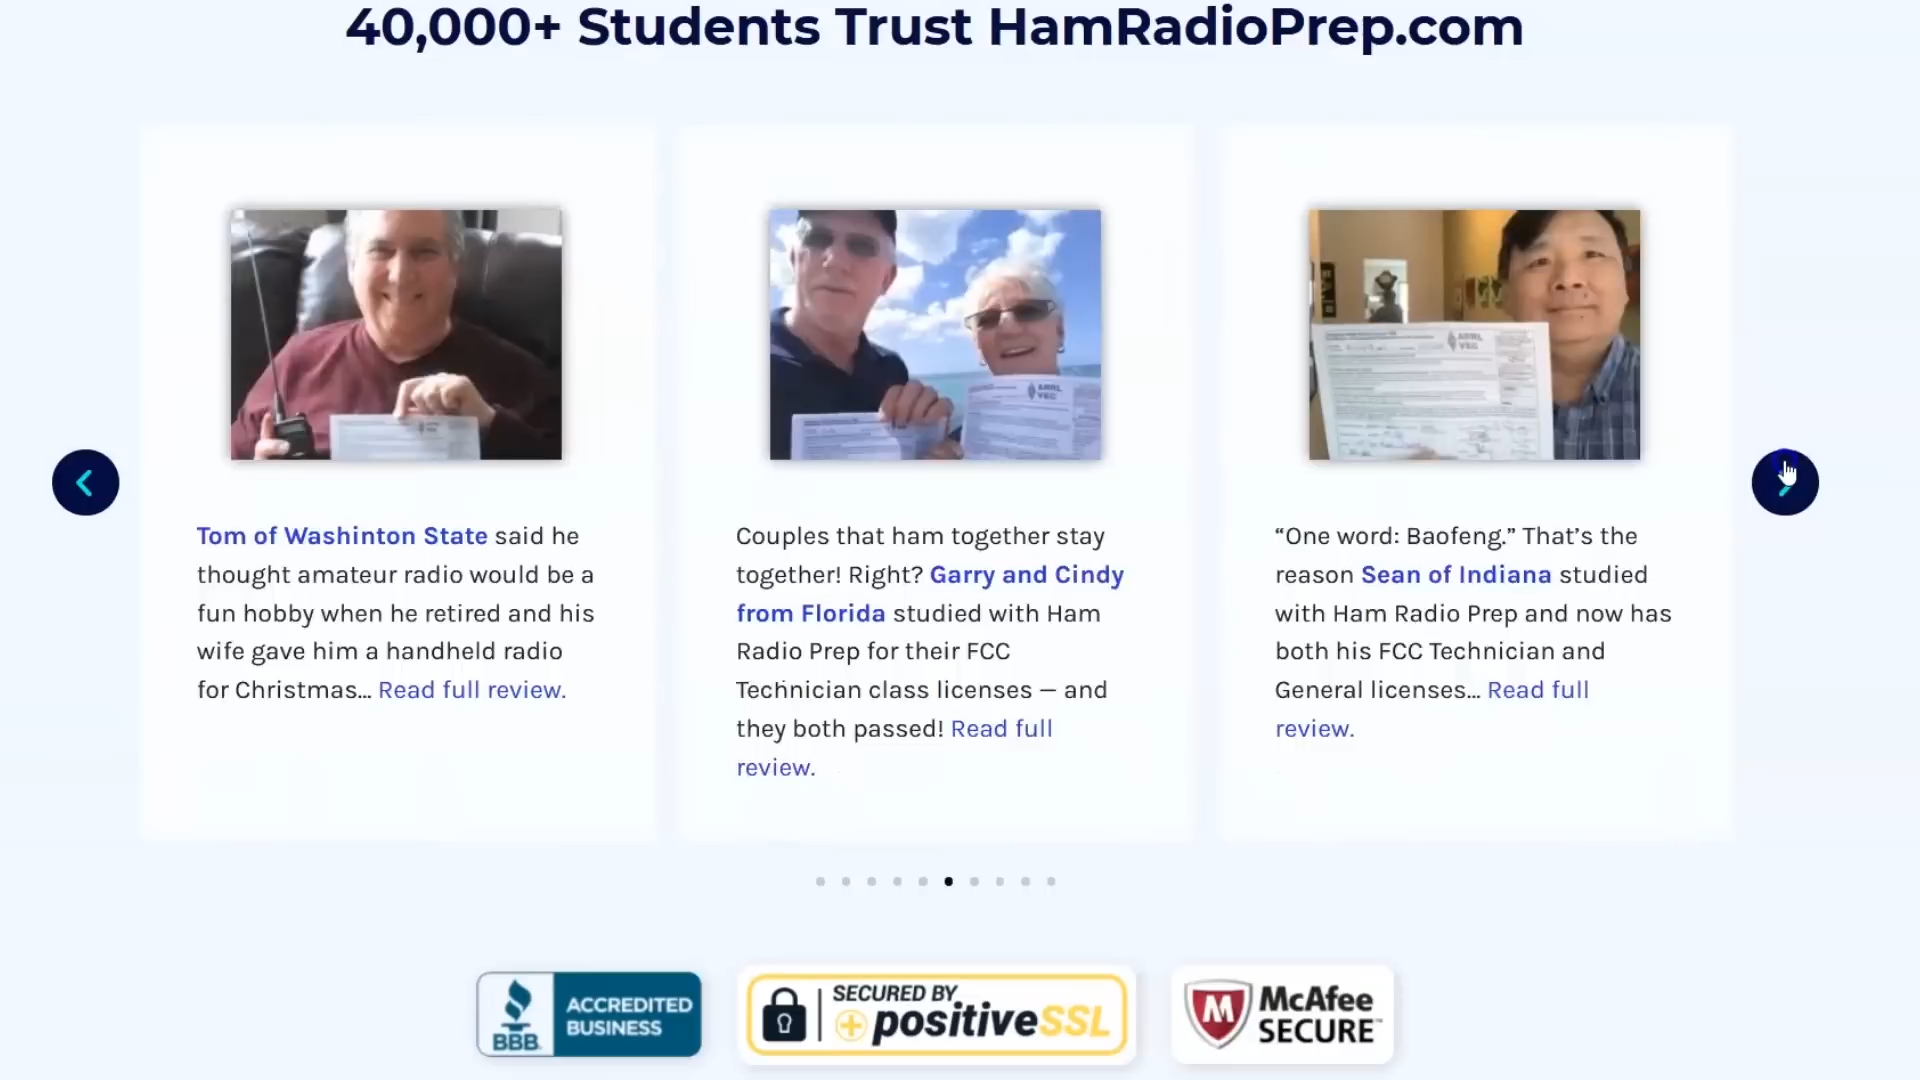 40,000+ Students Trust HamRadioPrep.com
Tom of Washinton State said he
thought amateur radio would be a
fun hobby when he retired and his
wife gave him a handheld radio
for Christmas... Read full review.
Couples that ham together stay
together! Right? Garry and Cindy
from Florida studied with Ham
Radio Prep for their FCC
Technician class licenses — and
they both passed! Read full
review.
“One word: Baofeng.” That’s the
reason Sean of Indiana studied
with Ham Radio Prep and now has
both his FCC Technician and
General licenses... Read full
review.
ARRL
VEC
ARRL
VEC
BBB
ACCREDITED
BUSINESS
SECURED BY
positiveSSL
McAfee
SECURE™